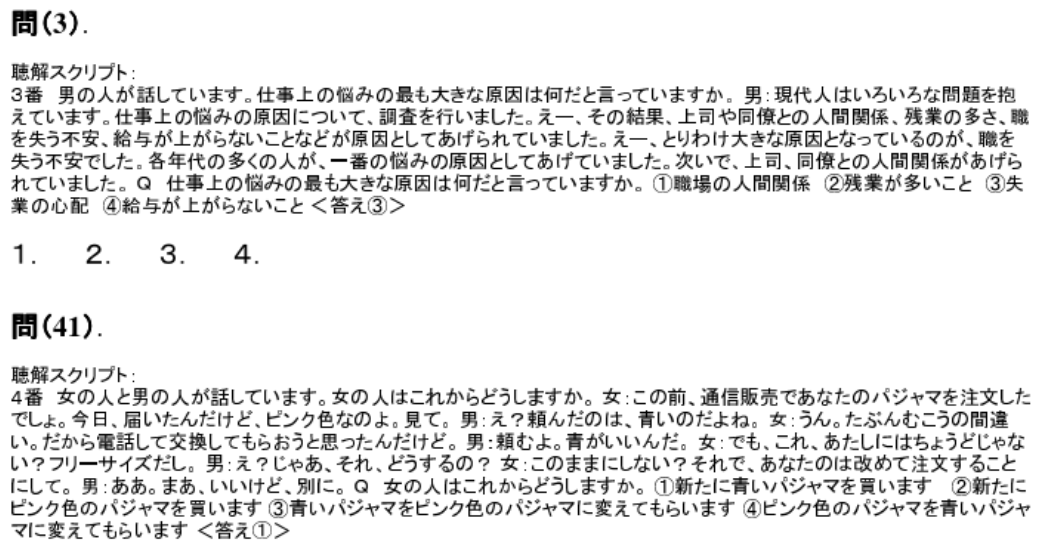 問(3).
聴解スクリプト:
3番　男の人が話しています。仕事上の悩みの最も大きな原因は何だと言っていますか。 男:現代人はいろいろな問題を抱
えています。仕事上の悩みの原因について、調査を行いました。えー、その結果、上司や同僚との人間関係、残業の多さ、職
を失う不安、給与が上がらないことなどが原因としてあげられていました。えー、とりわけ大きな原因となっているのが、職を
失う不安でした。各年代の多くの人が、一番の悩みの原因としてあげていました。次いで、上司、同僚との人間関係があげら
れていました。 Q　仕事上の悩みの最も大きな原因は何だと言っていますか。 ①職場の人間関係　②残業が多いこと　③失
業の心配　④給与が上がらないこと ＜答え③＞
1.　2.　3.　4.
問(41).
聴解スクリプト:
4番　女の人と男の人が話しています。女の人はこれからどうしますか。 女:この前、通信販売であなたのパジャマを注文した
でしょ。今日、届いたんだけど、ピンク色なのよ。見て。 男:え?頼んだのは、青いのだよね。 女:うん。たぶんむこうの間違
い。だから電話して交換してもらおうと思ったんだけど。 男:頼むよ。青がいいんだ。 女:でも、これ、あたしにはちょうどじゃな
い?フリーサイズだし。 男:え?じゃあ、それ、どうするの? 女:このままにしない?それで、あなたのは改めて注文すること
にして。 男:ああ。まあ、いいけど、別に。 Q　女の人はこれからどうしますか。 ①新たに青いパジャマを買います　②新たに
ピンク色のパジャマを買います ③青いパジャマをピンク色のパジャマに変えてもらいます ④ピンク色のパジャマを青いパジャ
マに変えてもらいます ＜答え①＞